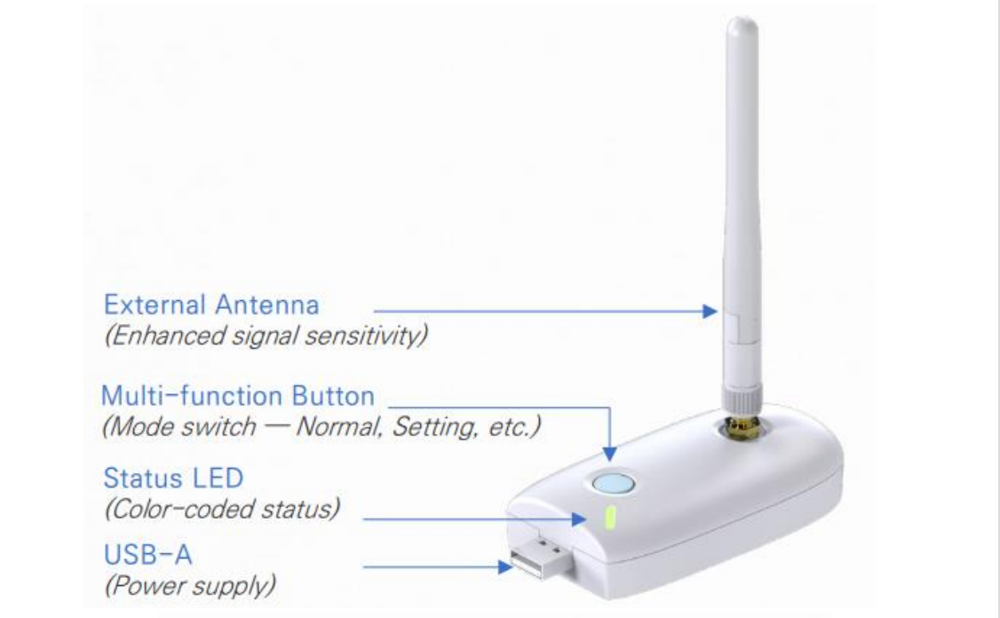 External Antenna
(Enhanced signal sensitivity)
Multi-function Button
(Mode switch — Normal, Setting, etc.)
Status LED
(Color-coded status)
USB-A
(Power supply)